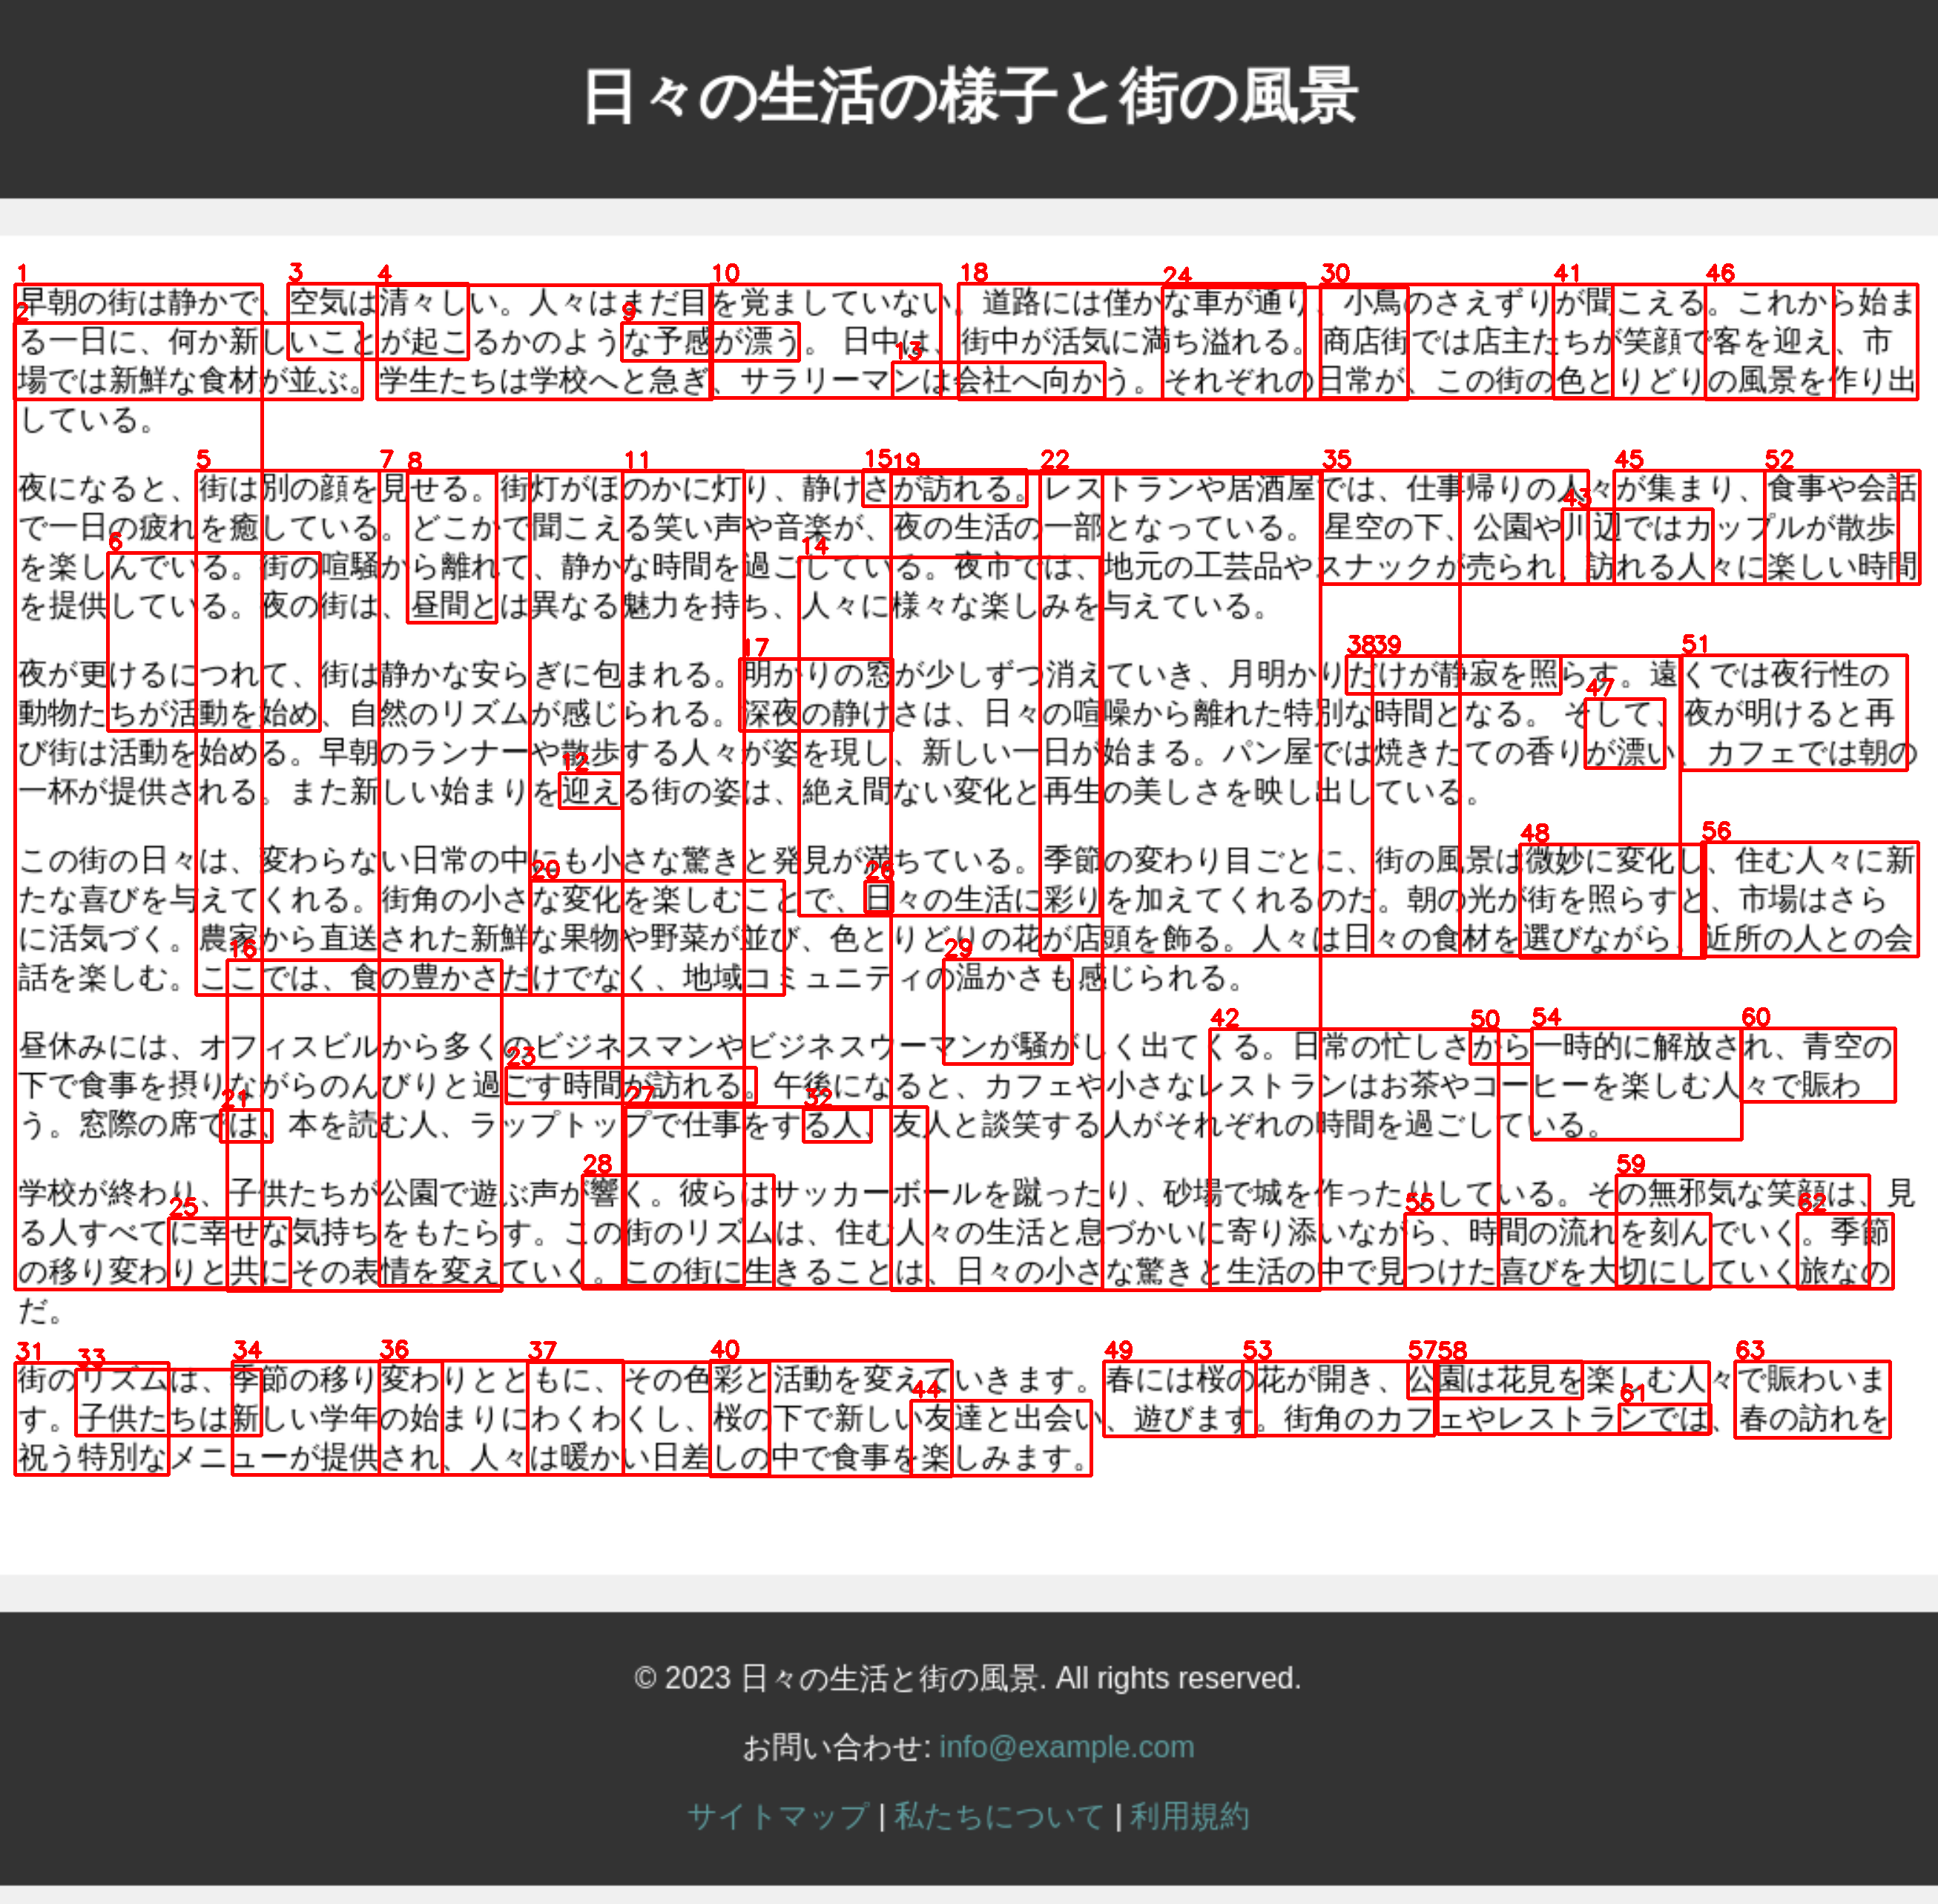 日々の生活の様子と街の風景
早朝の街は静かで、空気は清々しい。人々はまだ目を覚ましていない。道路には僅かな車が通り、小鳥のさえずりが聞こえる。これから始ま
る一日に、何か新しいことが起こるかのような予感が漂う。 日中は、街中が活気に満ち溢れる。商店街では店主たちが笑顔で客を迎え、市
場では新鮮な食材が並ぶ。学生たちは学校へと急ぎ、サラリーマンは会社へ向かう。それぞれの日常が、この街の色とりどりの風景を作り出
している。
夜になると、街は別の顔を見せる。街灯がほのかに灯り、静けさが訪れる。レストランや居酒屋では、仕事帰りの人々が集まり、食事や会話
で一日の疲れを癒している。どこかで聞こえる笑い声や音楽が、夜の生活の一部となっている。 星空の下、公園や川辺ではカップルが散歩
を楽しんでいる。街の喧騒から離れて、静かな時間を過ごしている。夜市では、地元の工芸品やスナックが売られ、訪れる人々に楽しい時間
を提供している。夜の街は、昼間とは異なる魅力を持ち、人々に様々な楽しみを与えている。
夜が更けるにつれて、街は静かな安らぎに包まれる。明かりの窓が少しずつ消えていき、月明かりだけが静寂を照らす。遠くでは夜行性の
動物たちが活動を始め、自然のリズムが感じられる。深夜の静けさは、日々の喧噪から離れた特別な時間となる。 そして、夜が明けると再
び街は活動を始める。早朝のランナーや散歩する人々が姿を現し、新しい一日が始まる。パン屋では焼きたての香りが漂い、カフェでは朝の
一杯が提供される。また新しい始まりを迎える街の姿は、絶え間ない変化と再生の美しさを映し出している。
この街の日々は、変わらない日常の中にも小さな驚きと発見が満ちている。季節の変わり目ごとに、街の風景は微妙に変化し、住む人々に新
たな喜びを与えてくれる。街角の小さな変化を楽しむことで、日々の生活に彩りを加えてくれるのだ。朝の光が街を照らすと、市場はさら
に活気づく。農家から直送された新鮮な果物や野菜が並び、色とりどりの花が店頭を飾る。人々は日々の食材を選びながら、近所の人との会
話を楽しむ。ここでは、食の豊かさだけでなく、地域コミュニティの温かさも感じられる。
昼休みには、オフィスビルから多くのビジネスマンやビジネスウーマンが騒がしく出てくる。日常の忙しさから一時的に解放され、青空の
下で食事を摂りながらのんびりと過ごす時間が訪れる。午後になると、カフェや小さなレストランはお茶やコーヒーを楽しむ人々で賑わ
う。窓際の席では、本を読む人、ラップトップで仕事をする人、友人と談笑する人がそれぞれの時間を過ごしている。
学校が終わり、子供たちが公園で遊ぶ声が響く。彼らはサッカーボールを蹴ったり、砂場で城を作ったりしている。その無邪気な笑顔は、見
る人すべてに幸せな気持ちをもたらす。この街のリズムは、住む人々の生活と息づかいに寄り添いながら、時間の流れを刻んでいく。季節
の移り変わりと共にその表情を変えていく。この街に生きることは、日々の小さな驚きと生活の中で見つけた喜びを大切にしていく旅なの
だ。
街のリズムは、季節の移り変わりとともに、その色彩と活動を変えていきます。春には桜の花が開き、公園は花見を楽しむ人々で賑わいま
す。子供たちは新しい学年の始まりにわくわくし、桜の下で新しい友達と出会い、遊びます。街角のカフェやレストランでは、春の訪れを
祝う特別なメニューが提供され、人々は暖かい日差しの中で食事を楽しみます。
© 2023 日々の生活と街の風景. All rights reserved.
お問い合わせ: info@example.com
サイトマップ | 私たちについて | 利用規約